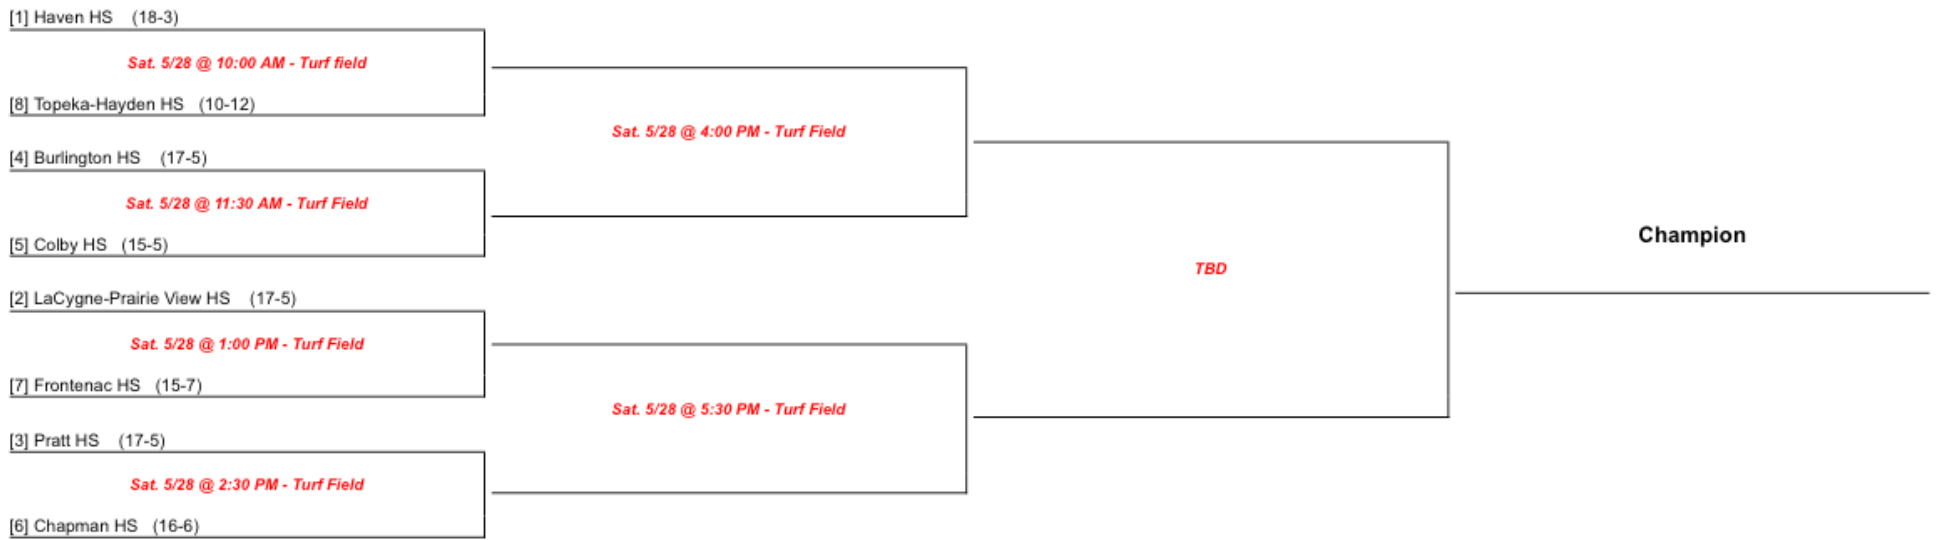 [1] Haven HS (18-3)
Sat. 5/28 @ 10:00 AM - Turf field
[8] Topeka-Hayden HS (10-12)
[4] Burlington HS (17-5)
Sat. 5/28 @ 11:30 AM - Turf Field
[5] Colby HS (15-5)
[2] LaCygne-Prairie View HS (17-5)
Sat. 5/28 @ 1:00 PM - Turf Field
[7] Frontenac HS (15-7)
[3] Pratt HS (17-5)
Sat. 5/28 @ 2:30 PM - Turf Field
[6] Chapman HS (16-6)
Sat. 5/28 @ 4:00 PM - Turf Field
Sat. 5/28 @ 5:30 PM - Turf Field
TBD
Champion